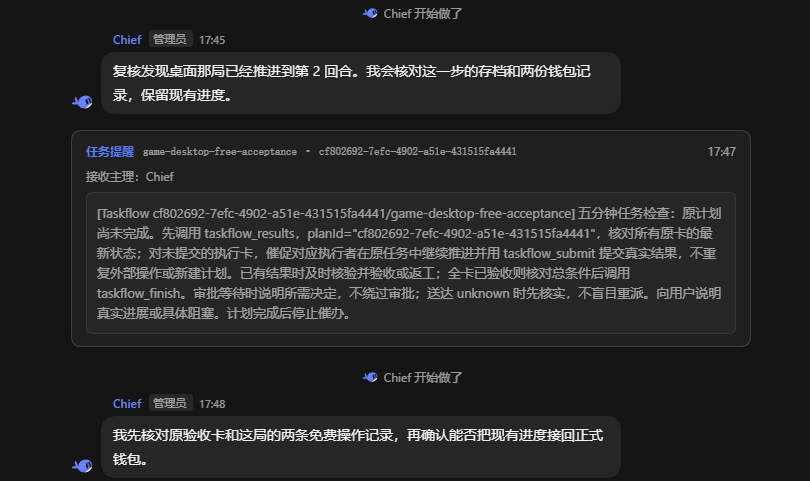 Chief 开始做了
Chief 管理员 17:45
复核发现桌面那局已经推进到第 2 回合。我会核对这一步的存档和两份钱包记
录，保留现有进度。
任务提醒 game-desktop-free-acceptance · cf802692-7efc-4902-a51e-431515fa4441 17:47
接收主理：Chief
[Taskflow cf802692-7efc-4902-a51e-431515fa4441/game-desktop-free-acceptance] 五分钟任务检查：原计划
尚未完成。先调用 taskflow_results，planId="cf802692-7efc-4902-a51e-431515fa4441"，核对所有原卡的最
新状态；对未提交的执行卡，催促对应执行者在原任务中继续推进并用 taskflow_submit 提交真实结果，不重
复外部操作或新建计划。已有结果时及时核验并验收或返工；全卡已验收则核对总条件后调用
taskflow_finish。审批等待时说明所需决定，不绕过审批；送达 unknown 时先核实，不盲目重派。向用户说明
真实进展或具体阻塞。计划完成后停止催办。
Chief 开始做了
Chief 管理员 17:48
我先核对原验收卡和这局的两条免费操作记录，再确认能否把现有进度接回正式
钱包。